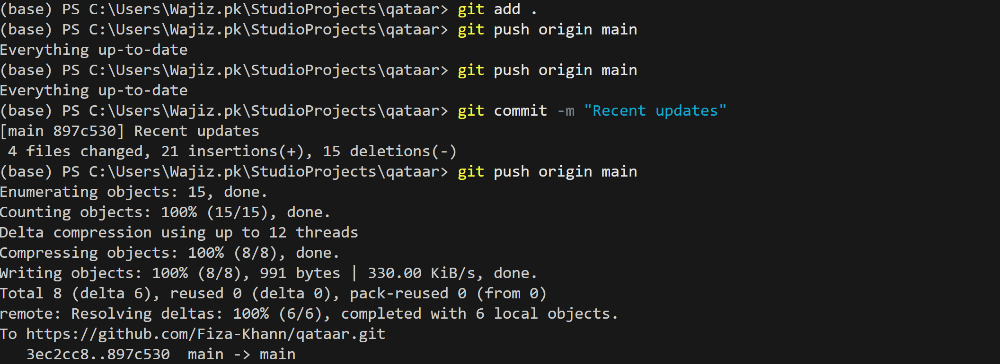 (base) PS C:\Users\Wajiz.pk\StudioProjects\qataar> git add .
(base) PS C:\Users\Wajiz.pk\StudioProjects\qataar> git push origin main
Everything up-to-date
(base) PS C:\Users\Wajiz.pk\StudioProjects\qataar> git push origin main
Everything up-to-date
(base) PS C:\Users\Wajiz.pk\StudioProjects\qataar> git commit -m "Recent updates"
[main 897c530] Recent updates
 4 files changed, 21 insertions(+), 15 deletions(-)
(base) PS C:\Users\Wajiz.pk\StudioProjects\qataar> git push origin main
Enumerating objects: 15, done.
Counting objects: 100% (15/15), done.
Delta compression using up to 12 threads
Compressing objects: 100% (8/8), done.
Writing objects: 100% (8/8), 991 bytes | 330.00 KiB/s, done.
Total 8 (delta 6), reused 0 (delta 0), pack-reused 0 (from 0)
remote: Resolving deltas: 100% (6/6), completed with 6 local objects.
To https://github.com/Fiza-Khann/qataar.git
   3ec2cc8..897c530  main -> main